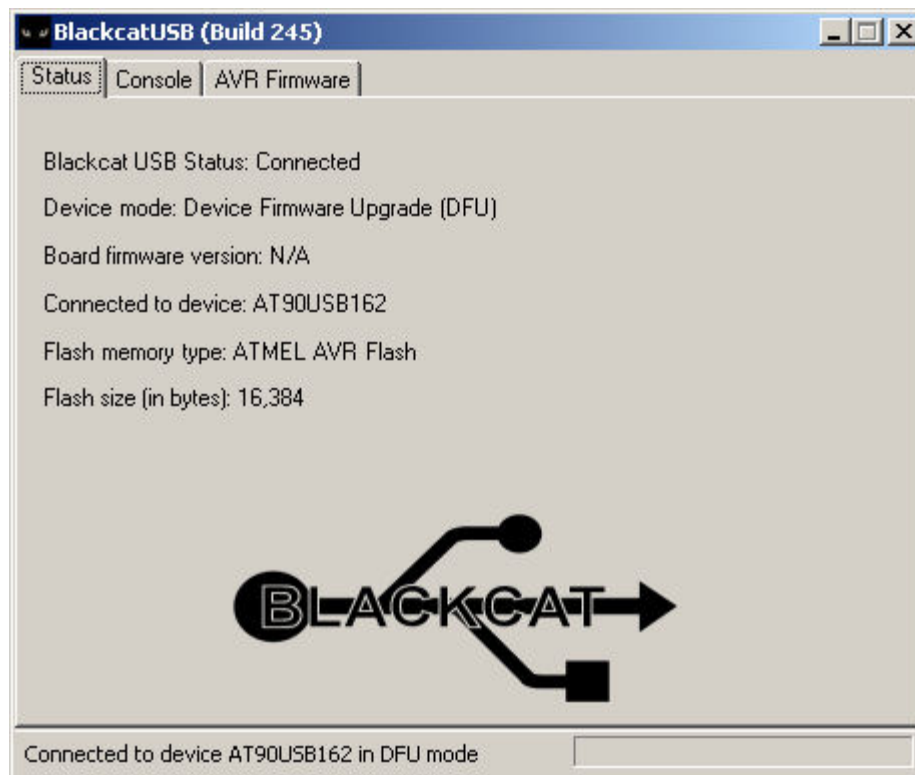 BlackcatUSB (Build 245)
Status Console AVR Firmware
Blackcat USB Status: Connected
Device mode: Device Firmware Upgrade (DFU)
Board firmware version: N/A
Connected to device: AT90USB162
Flash memory type: ATMEL AVR Flash
Flash size (in bytes): 16,384
BLACKCAT
Connected to device AT90USB162 in DFU mode